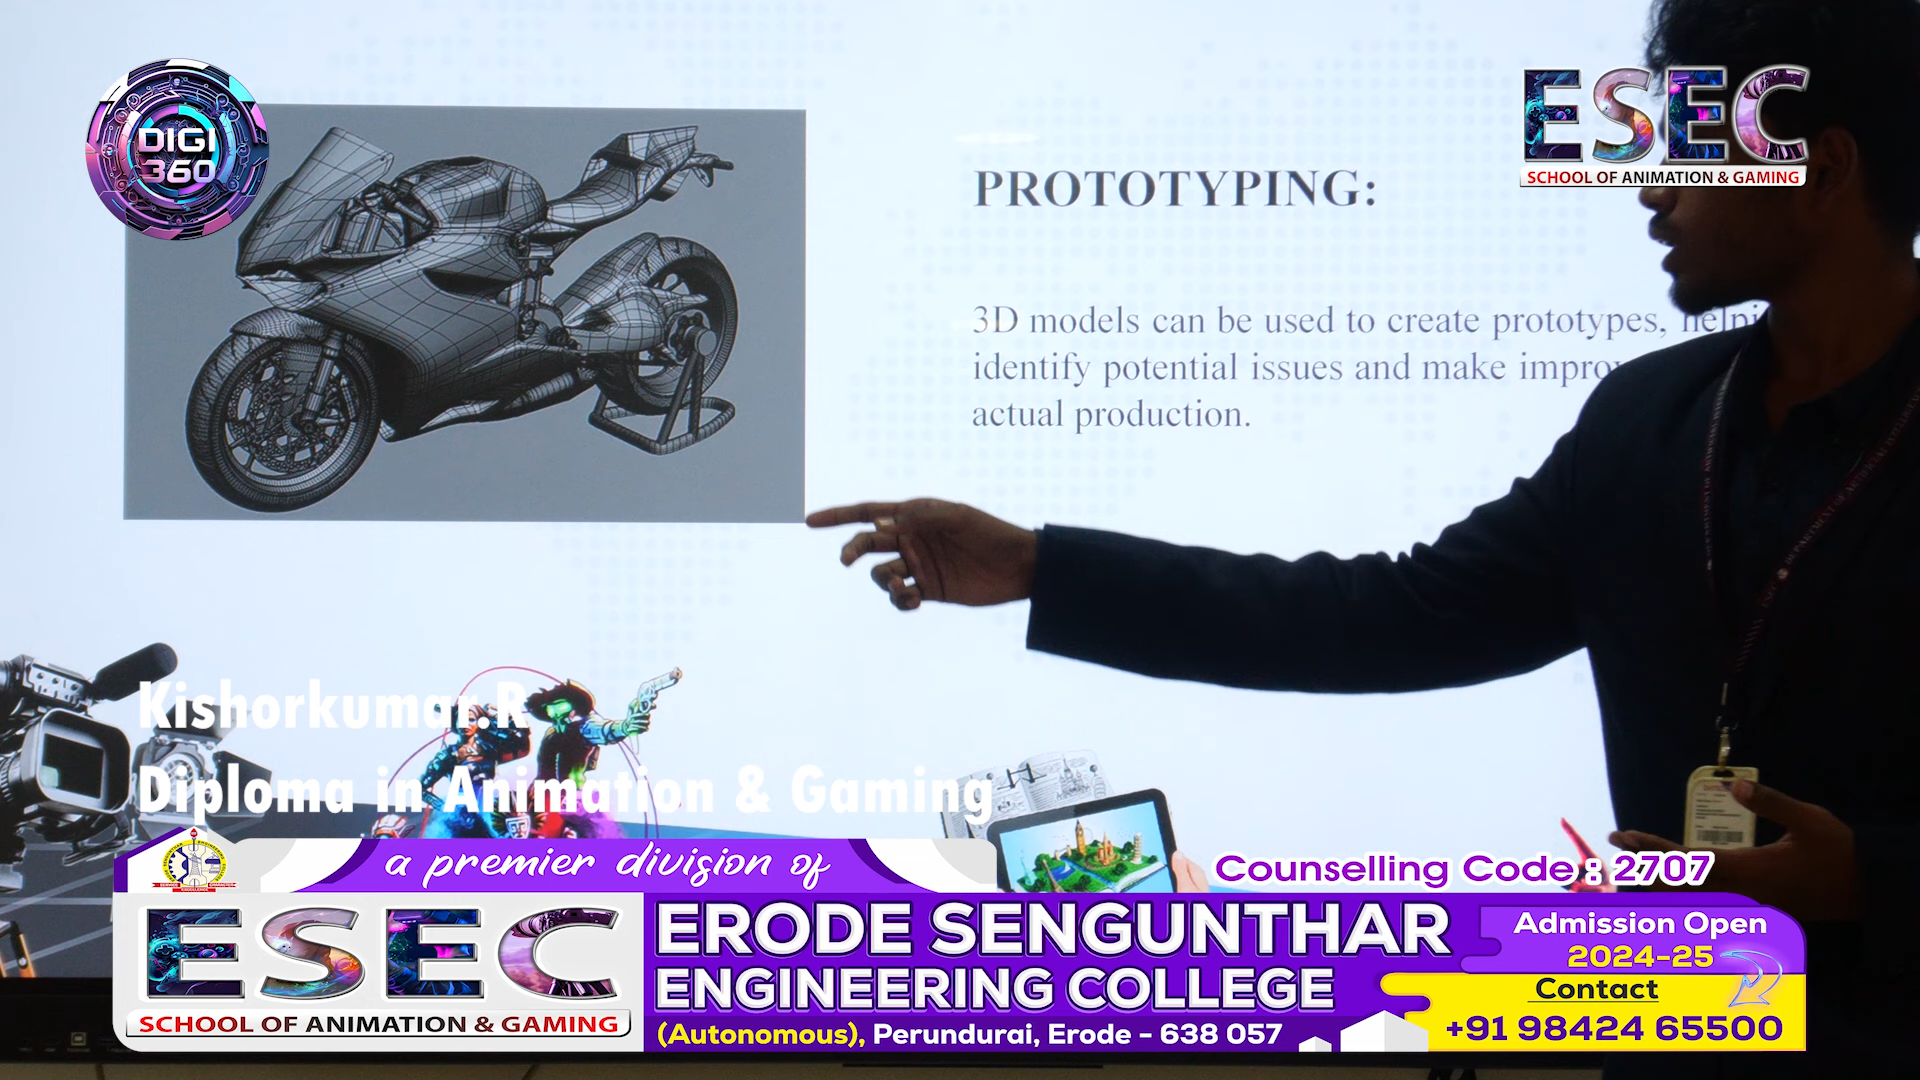 DIGI
360
ESEC
SCHOOL OF ANIMATION & GAMING
PROTOTYPING:
3D models can be used to create prototypes,
identify potential issues and make
actual production.
Kishorkumar.R
Diploma in Animation & Gaming
a premier division of
Counselling Code : 2707
ESEC
SCHOOL OF ANIMATION & GAMING
ERODE SENGUNTHAR
ENGINEERING COLLEGE
(Autonomous), Perundurai, Erode - 638 057
Admission Open
2024-25
Contact
+91 98424 65500